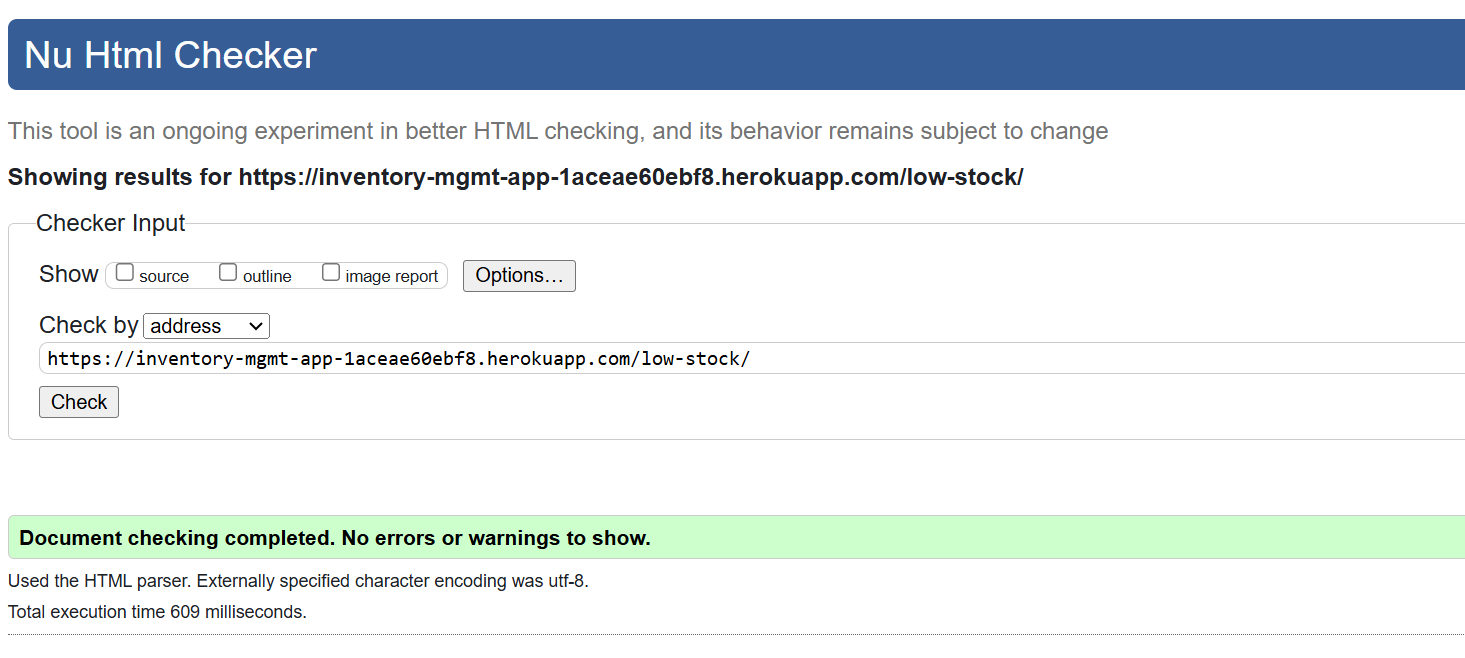 Nu Html Checker
This tool is an ongoing experiment in better HTML checking, and its behavior remains subject to change
Showing results for https://inventory-mgmt-app-1aceae60ebf8.herokuapp.com/low-stock/
Checker Input
Show source outline image report Options…
Check by address
https://inventory-mgmt-app-1aceae60ebf8.herokuapp.com/low-stock/
Check
Document checking completed. No errors or warnings to show.
Used the HTML parser. Externally specified character encoding was utf-8.
Total execution time 609 milliseconds.